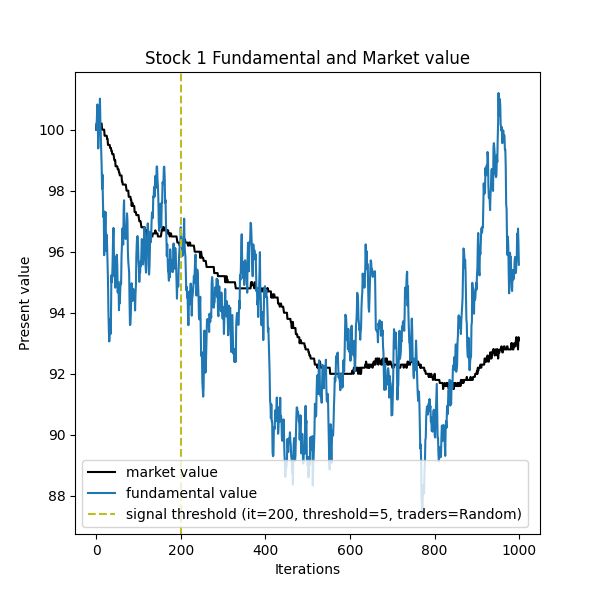 Stock 1 Fundamental and Market value
Present value
100
98
96
94
92
90
88
market value
fundamental value
signal threshold (it=200, threshold=5, traders=Random)
0 200 400 600 800 1000
Iterations